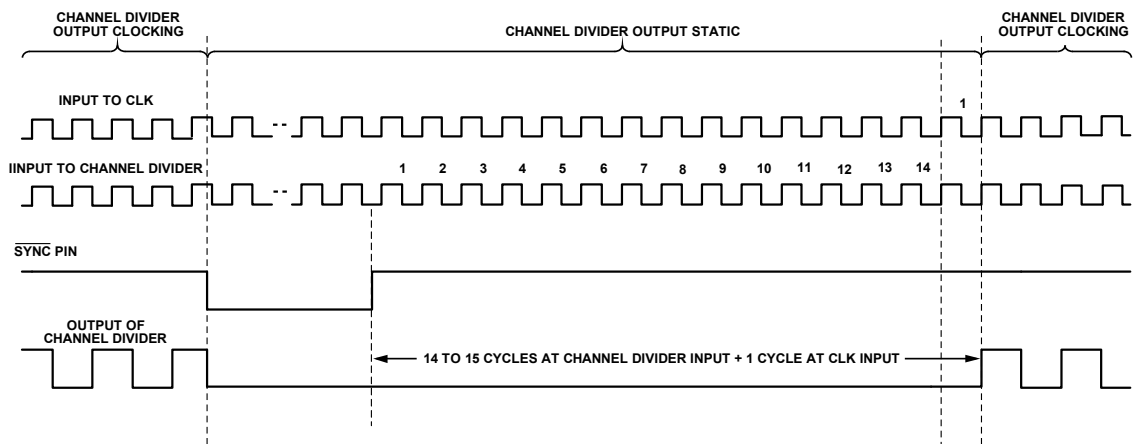 CHANNEL DIVIDER
OUTPUT CLOCKING
CHANNEL DIVIDER OUTPUT STATIC
CHANNEL DIVIDER
OUTPUT CLOCKING
INPUT TO CLK
1
IINPUT TO CHANNEL DIVIDER
1 2 3 4 5 6 7 8 9 10 11 12 13 14
SYNC PIN
OUTPUT OF
CHANNEL DIVIDER
14 TO 15 CYCLES AT CHANNEL DIVIDER INPUT + 1 CYCLE AT CLK INPUT